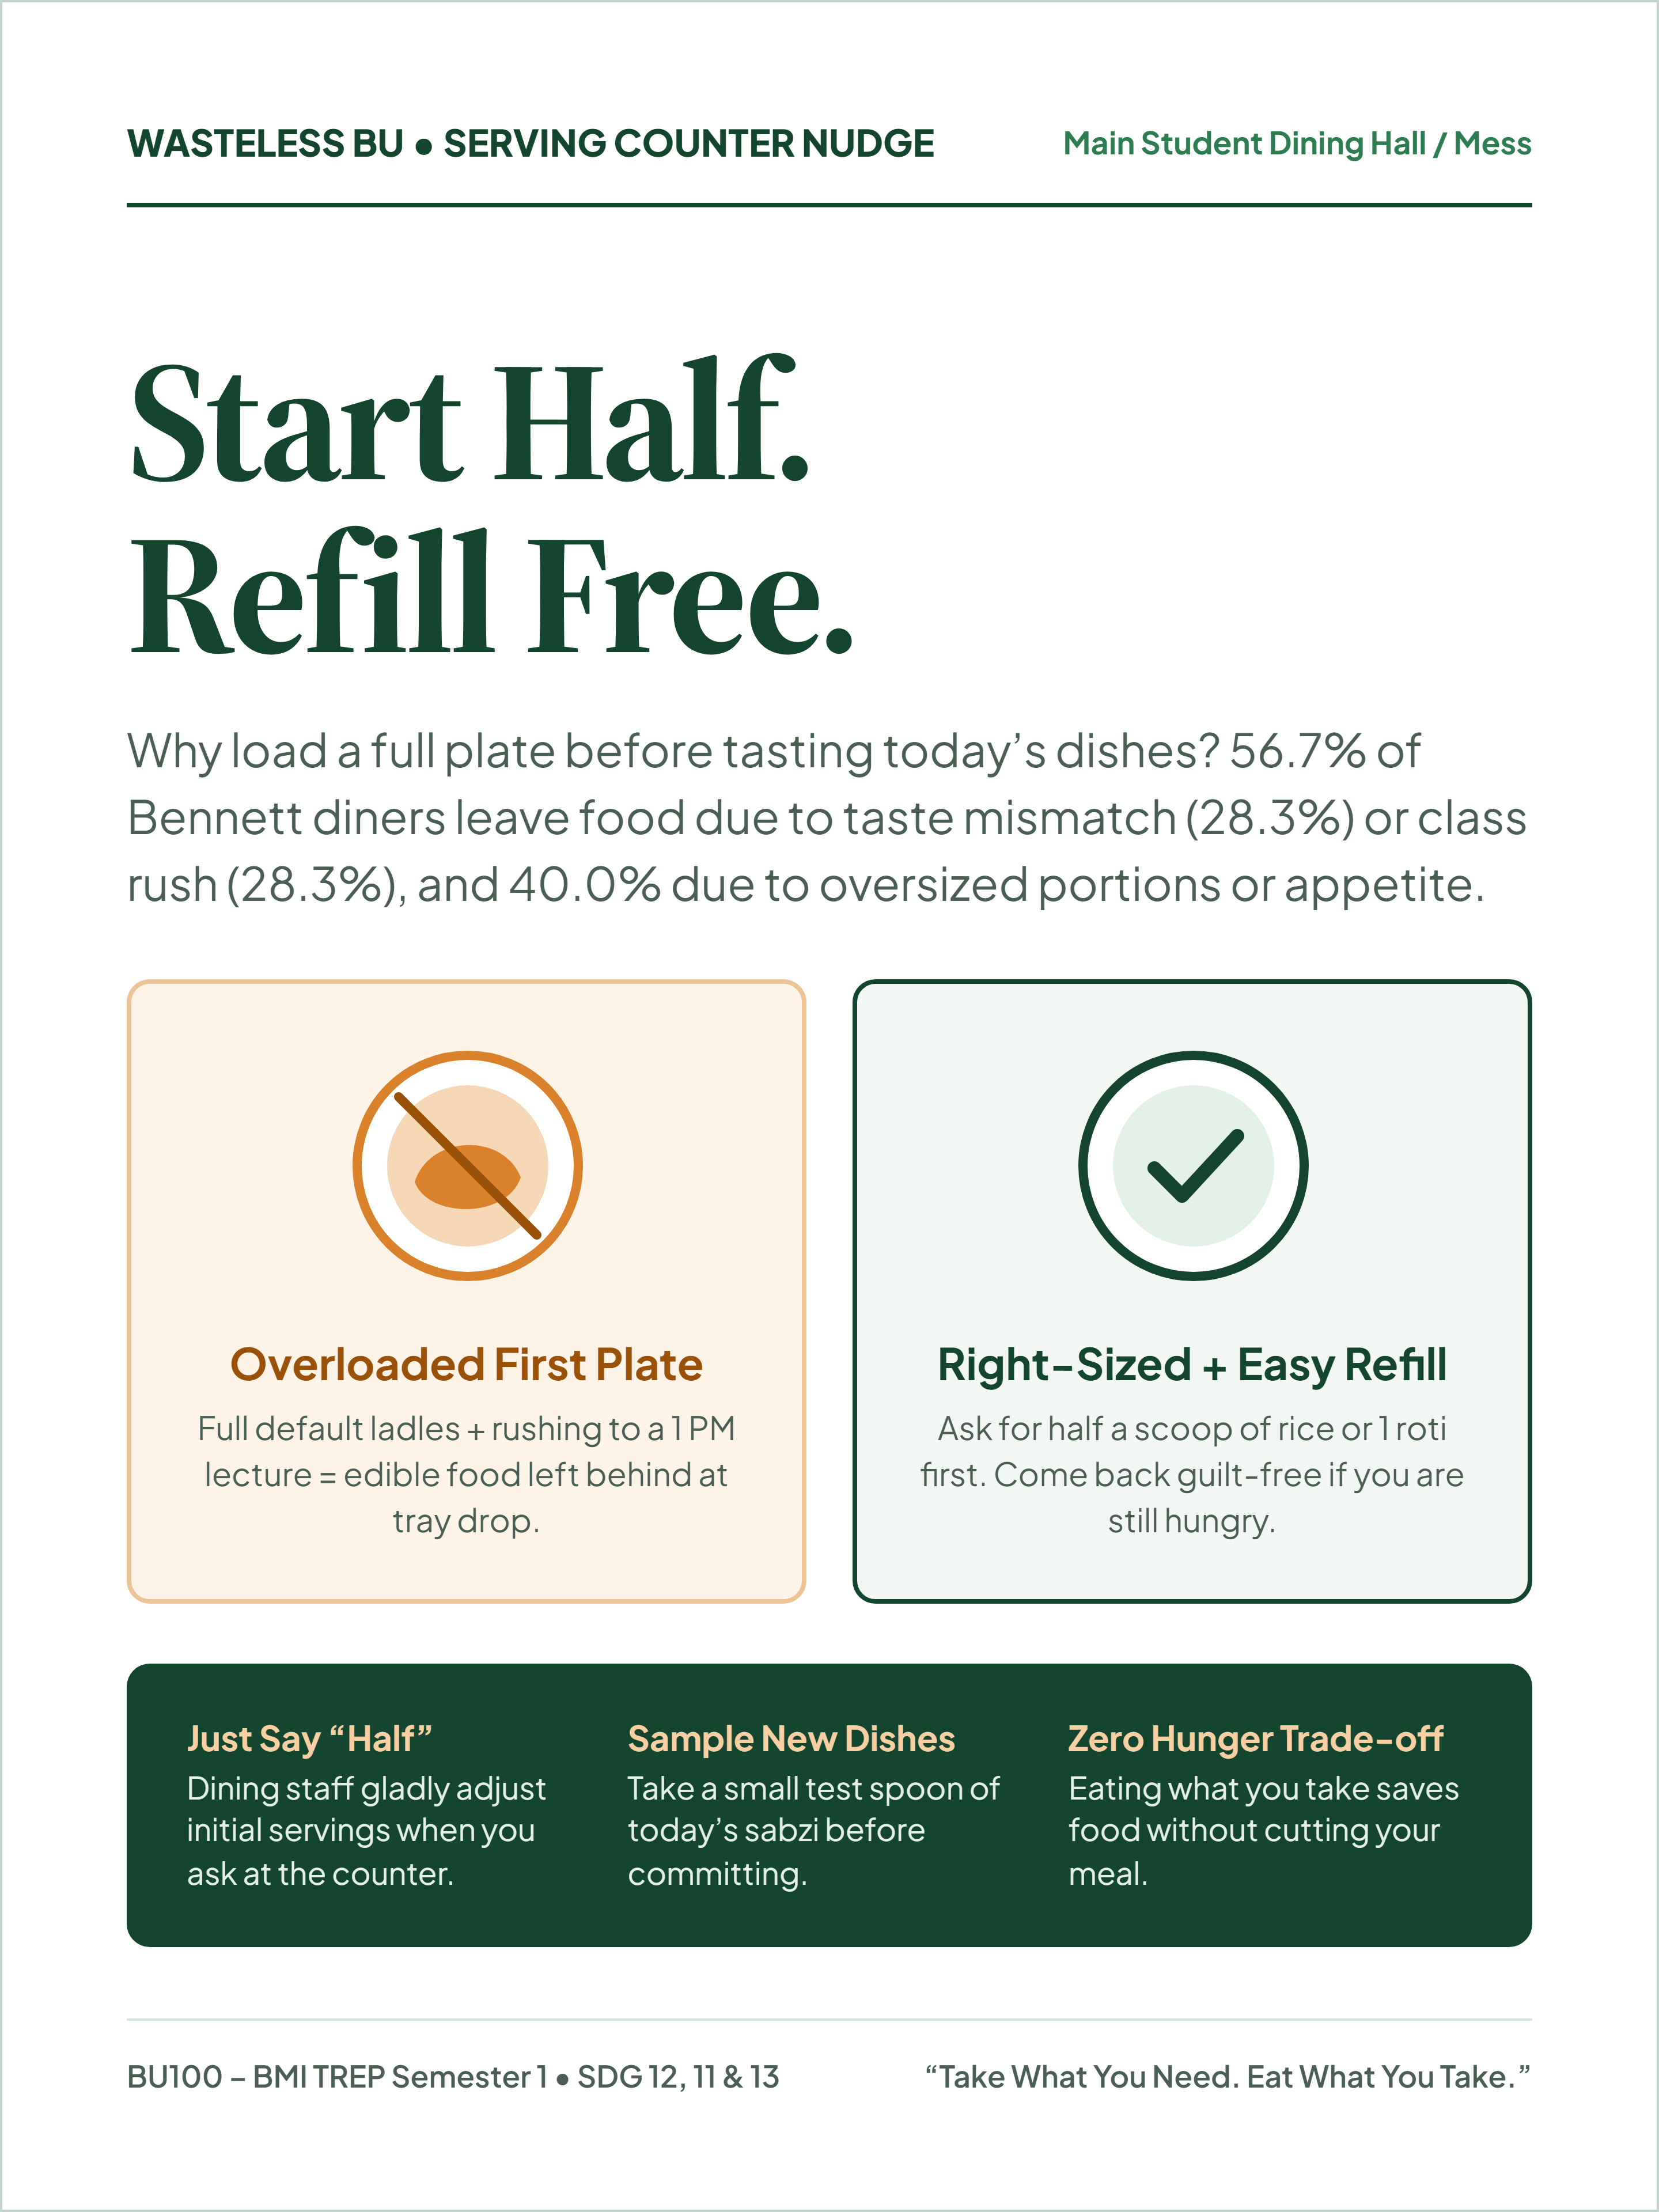 WASTELESS BU ● SERVING COUNTER NUDGE
Main Student Dining Hall / Mess
Start Half.
Refill Free.
Why load a full plate before tasting today’s dishes? 56.7% of
Bennett diners leave food due to taste mismatch (28.3%) or class
rush (28.3%), and 40.0% due to oversized portions or appetite.
Overloaded First Plate
Full default ladles + rushing to a 1 PM
lecture = edible food left behind at
tray drop.
Right-Sized + Easy Refill
Ask for half a scoop of rice or 1 roti
first. Come back guilt-free if you are
still hungry.
Just Say “Half”
Dining staff gladly adjust
initial servings when you
ask at the counter.
Sample New Dishes
Take a small test spoon of
today’s sabzi before
committing.
Zero Hunger Trade-off
Eating what you take saves
food without cutting your
meal.
BU100 – BMI TREP Semester 1 ● SDG 12, 11 & 13
“Take What You Need. Eat What You Take.”